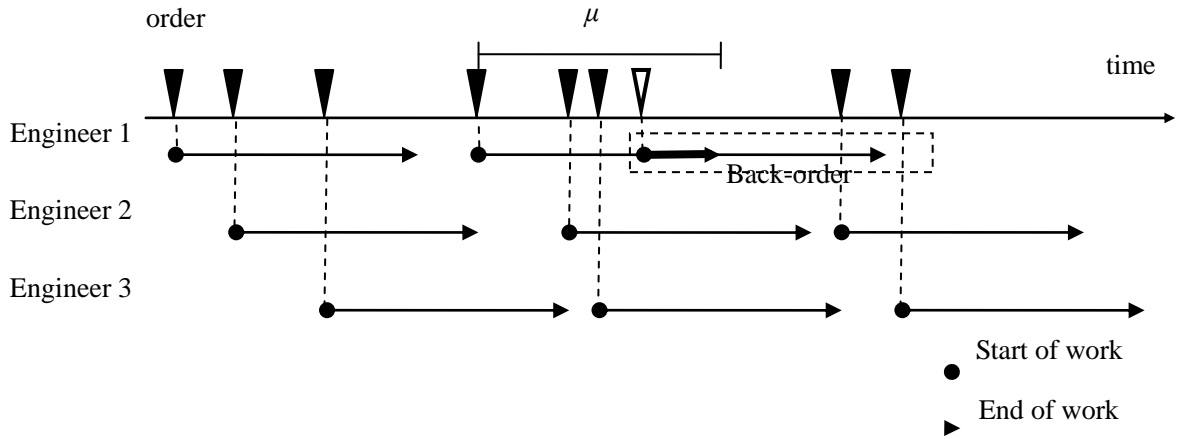 order
μ
time
Engineer 1
Back-order
Engineer 2
Engineer 3
Start of work
End of work